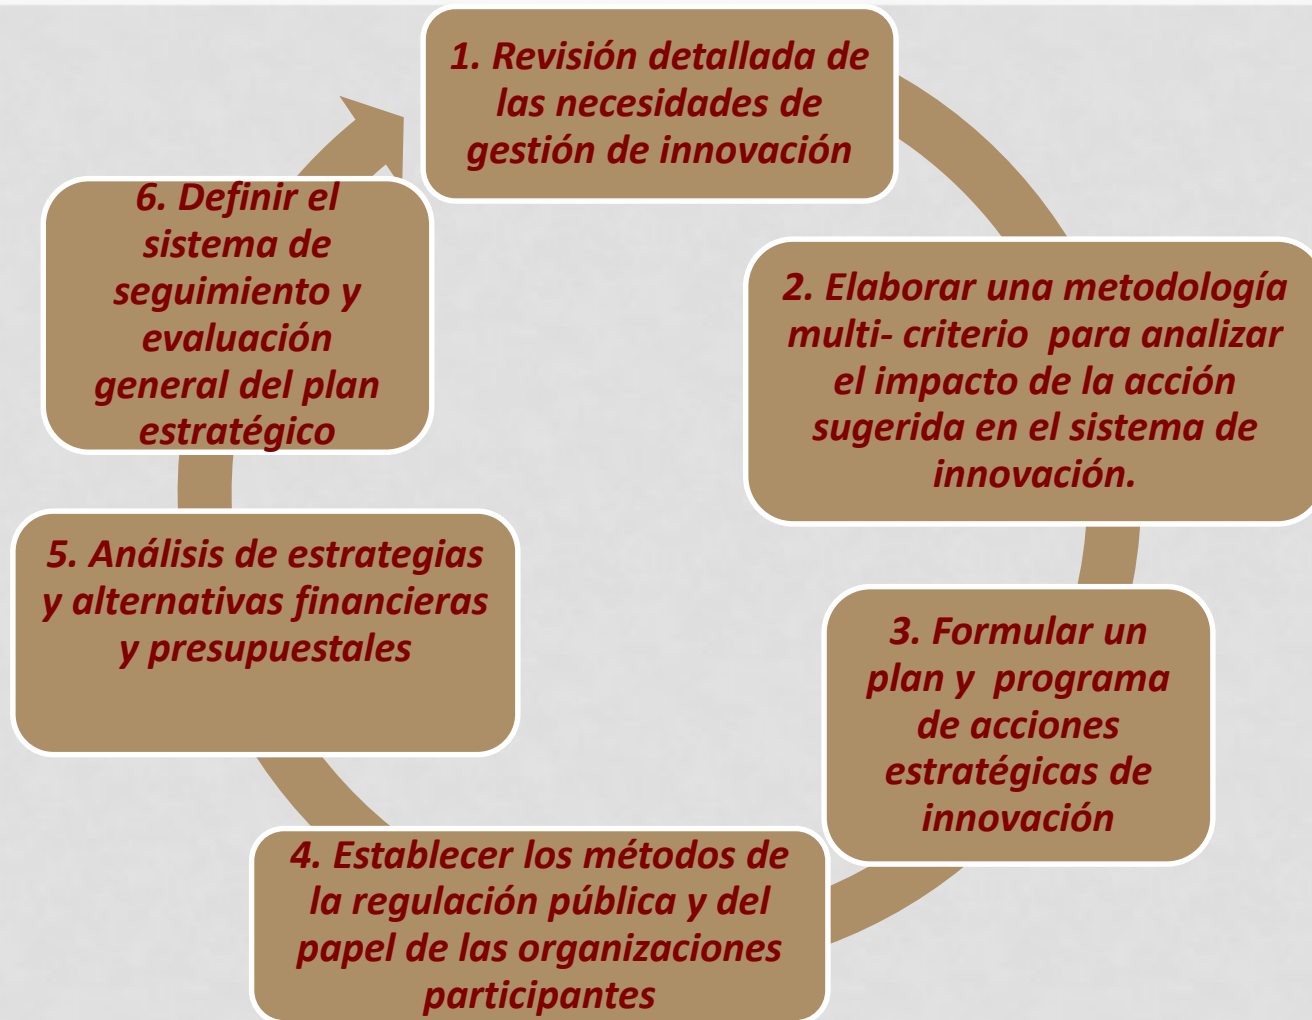 1. Revisión detallada de
las necesidades de
gestión de innovación
2. Elaborar una metodología
multi- criterio  para analizar
el impacto de la acción
sugerida en el sistema de
innovación.
3. Formular un
plan y  programa
de acciones
estratégicas de
innovación
4. Establecer los métodos de
la regulación pública y del
papel de las organizaciones
participantes
5. Análisis de estrategias
y alternativas financieras
y presupuestales
6. Definir el
sistema de
seguimiento y
evaluación
general del plan
estratégico